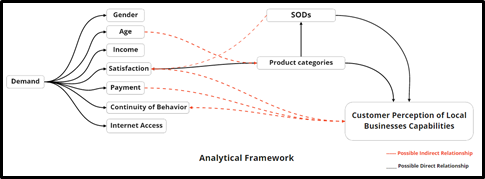 Gender
SODs
Age
Income
Satisfaction
Product categories
Demand
Payment
Continuity of Behavior
Internet Access
Customer Perception of Local
Businesses Capabilities
Analytical Framework
Possible Indirect Relationship
Possible Direct Relationship